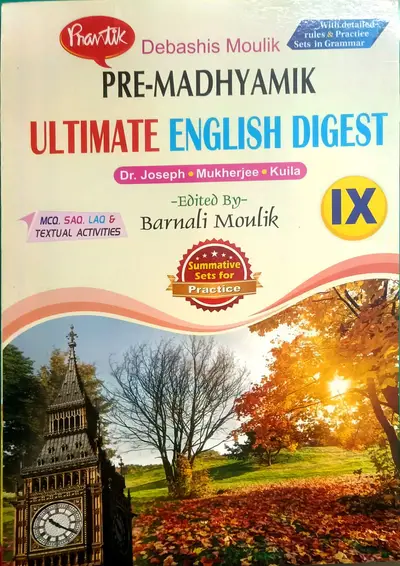 Prantik
Debashis Moulik
With detailed
rules & Practice
Sets in Grammar
PRE-MADHYAMIK
ULTIMATE ENGLISH DIGEST
Dr. Joseph • Mukherjee • Kuila
-Edited By-
Barnali Moulik
IX
MCQ, SAQ, LAQ &
TEXTUAL ACTIVITIES
Summative
Sets for
Practice